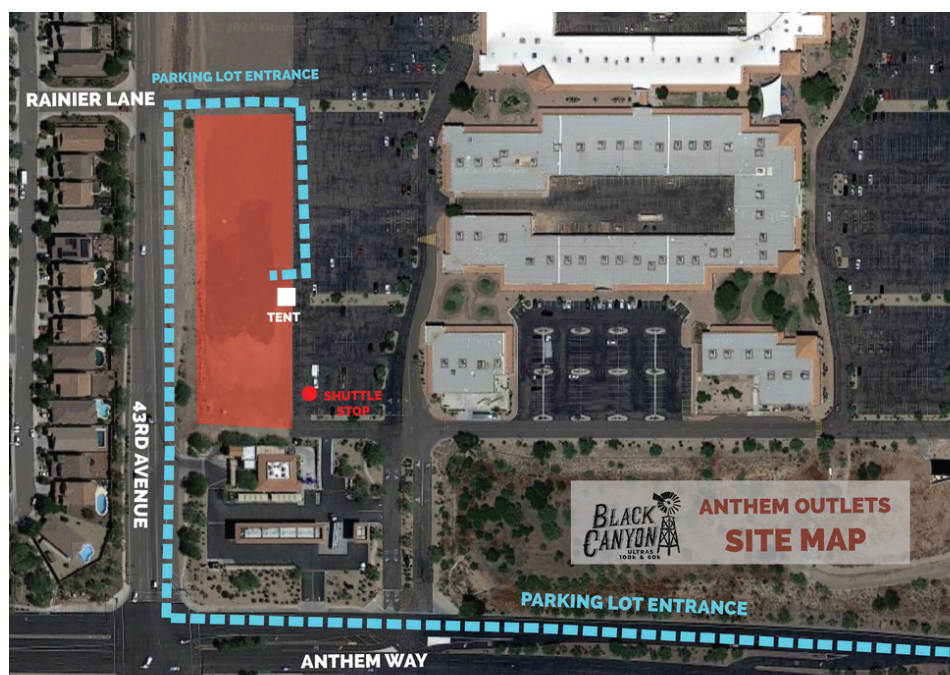 PARKING LOT ENTRANCE
RAINIER LANE
TENT
SHUTTLE
STOP
43RD AVENUE
BLACK
CANYON
ULTRAS
100k & 60k
ANTHEM OUTLETS
SITE MAP
PARKING LOT ENTRANCE
ANTHEM WAY